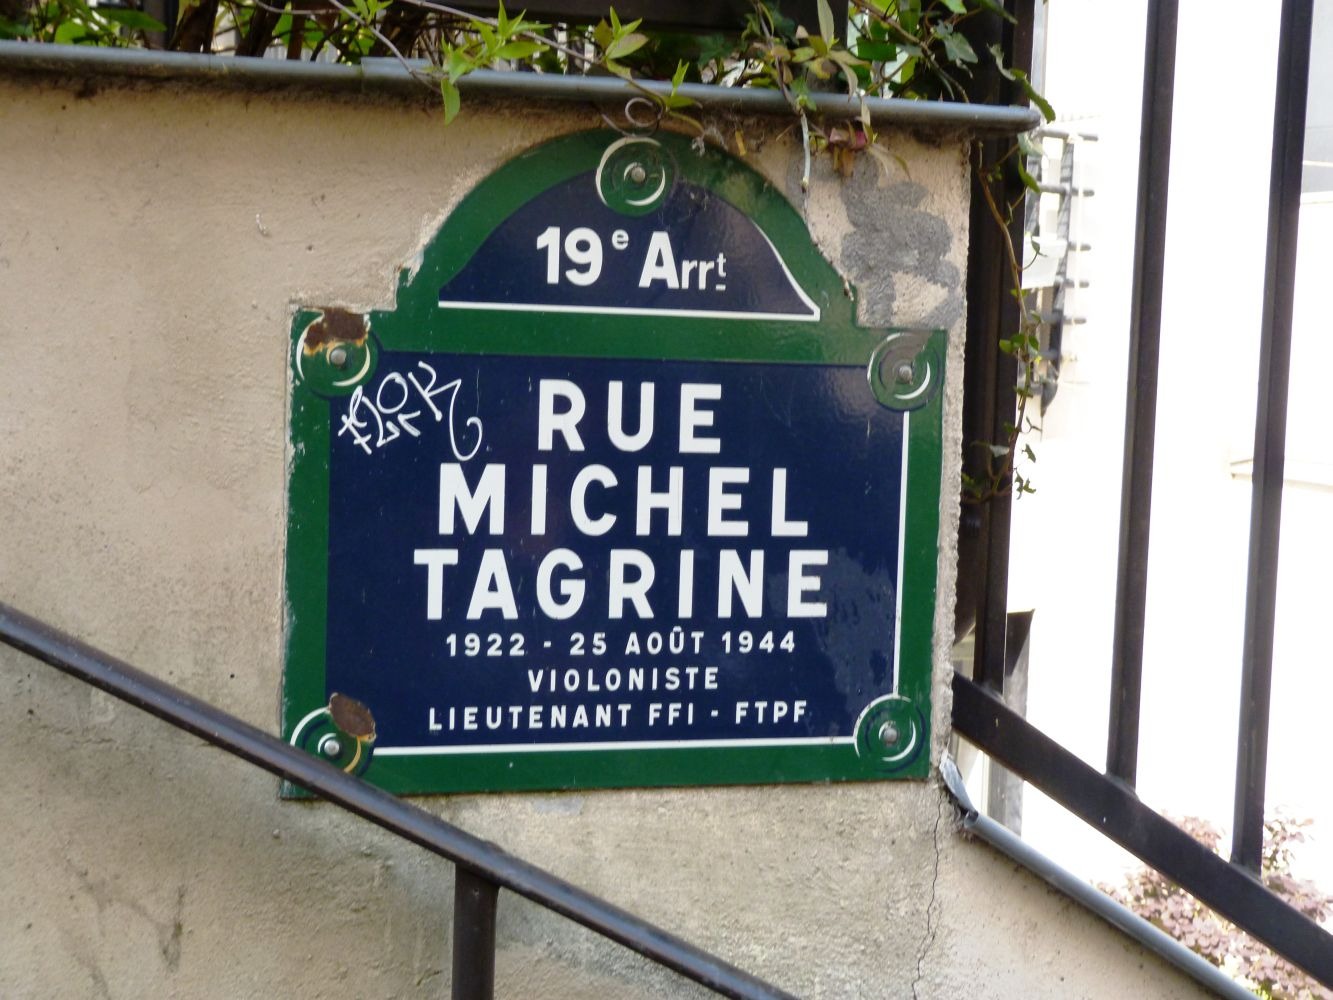 19e Arrt
RUE
MICHEL
TAGRINE
1922 - 25 AOÛT 1944
VIOLONISTE
LIEUTENANT FFI - FTPF